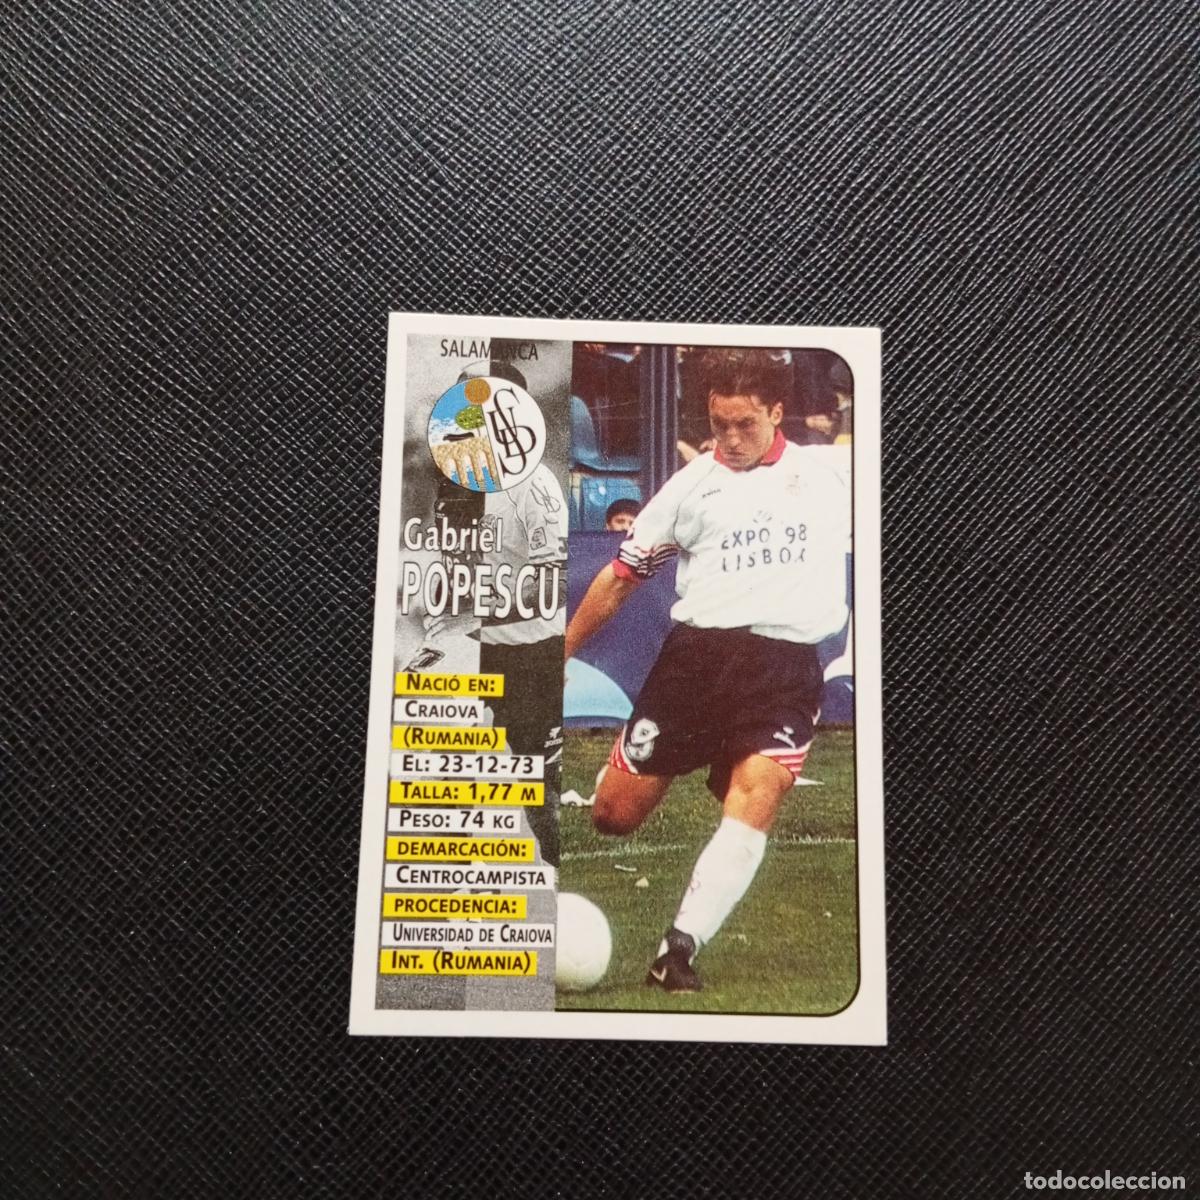 SALAMANCA
UDS
Gabriel
POPESCU
NACIÓ EN:
CRAIOVA
(RUMANIA)
EL: 23-12-73
TALLA: 1,77 M
PESO: 74 KG
DEMARCACIÓN:
CENTROCAMPISTA
PROCEDENCIA:
UNIVERSIDAD DE CRAIOVA
INT. (RUMANIA)
EXPO '98
LISBOA
todocoleccion